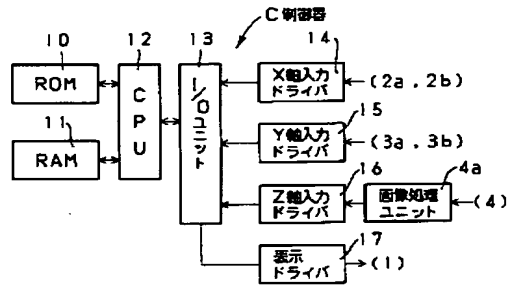 C 制御器
10
12
13
14
ROM
CPU
I/Oユニット
X軸入力
ドライバ
(2a,2b)
11
RAM
15
Y軸入力
ドライバ
(3a,3b)
16
4a
Z軸入力
ドライバ
画像処理
ユニット
(4)
17
表示
ドライバ
(1)